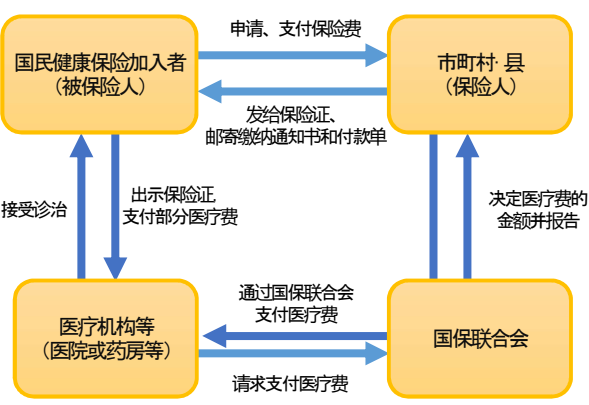 申请、支付保险费
国民健康保险加入者
（被保险人）
市町村·县
（保险人）
发给保险证、
邮寄缴纳通知书和付款单
接受诊治
出示保险证,
支付部分医疗费
决定医疗费的
金额并报告
通过国保联合会
支付医疗费
医疗机构等
（医院或药房等）
国保联合会
请求支付医疗费